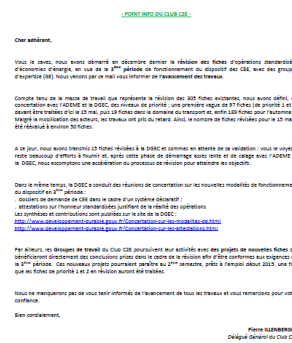 - POINT INFO DU CLUB C2E -
Cher adhérent,
Vous le savez, nous avons démarré en décembre dernier la révision des fiches d'opérations standardisé
d'économies d'énergie, en vue de la 3ème période de fonctionnement du dispositif des CEE, avec des group
d'expertise (GE). Nous venons par ce mail vous informer de l'avancement des travaux.
Compte tenu de la masse de travail que représente la révision des 305 fiches existantes, nous avons défini,
concertation avec l'ADEME et la DGEC, des niveaux de priorité : une première vague de 97 fiches (de priorité 1 et
devant être traitées d'ici le 15 mai, puis 19 fiches dans le domaine du transport et, enfin 189 fiches pour l'automne
Malgré la mobilisation des acteurs, les travaux ont pris du retard. Ainsi, le nombre de fiches révisées pour le 15 ma
été réévalué à environ 50 fiches.
A ce jour, nous avons transmis 15 fiches révisées à la DGEC et sommes en attente de sa validation ; vous le voyez
reste beaucoup d'efforts à fournir et, après cette phase de démarrage assez lente et de calage avec l'ADEME
la DGEC, nous escomptons une accélération du processus de révision pour atteindre les objectifs.
Dans le même temps, la DGEC a conduit des réunions de concertation sur les nouvelles modalités de fonctionneme
du dispositif en 3ème période :
. dossiers de demande de CEE dans le cadre d'un système déclaratif ;
. attestations sur l'honneur standardisées justifiant de la réalité des opérations
Les synthèses et contributions sont publiées sur le site de la DGEC :
http://www.developpement-durable.gouv.fr/Concertation-sur-les-modalites-de.html
http://www.developpement-durable.gouv.fr/Concertation-sur-les-attestations.html
Par ailleurs, les Groupes de travail du Club C2E poursuivent leur activités avec des projets de nouvelles fiches q
bénéficieront directement des conclusions prises dans le cadre de la révision afin d'être conformes aux exigences d
la 3ème période. Ces nouveaux projets pourraient paraître au 2ème semestre, prêts à l'emploi début 2015, une fo
que les fiches de priorité 1 et 2 en révision auront été traitées.
Nous ne manquerons pas de vous tenir informés de l'avancement de tous les travaux et vous remercions pour vot
confiance.
Bien cordialement,
Pierre ILLENBERGE
Délégué Général du Club C